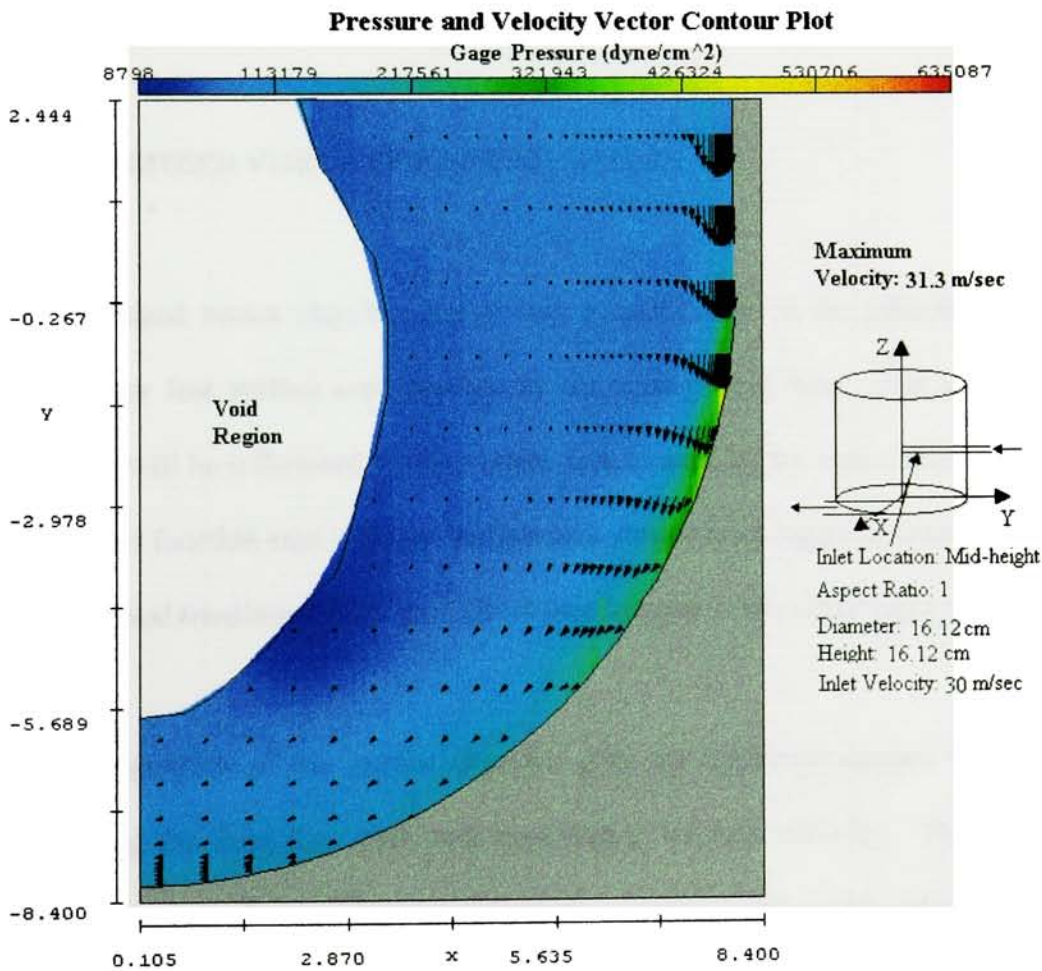 Pressure and Velocity Vector Contour Plot
Gage Pressure (dyne/cm^2)
8798 113179 217561 321943 426324 530706 635087
2.444
-0.267
y
-2.978
-5.689
-8.400
Void
Region
0.105 2.870 x 5.635 8.400
Maximum
Velocity: 31.3 m/sec
Z
Y
X
Inlet Location: Mid-height
Aspect Ratio: 1
Diameter: 16.12 cm
Height: 16.12 cm
Inlet Velocity: 30 m/sec